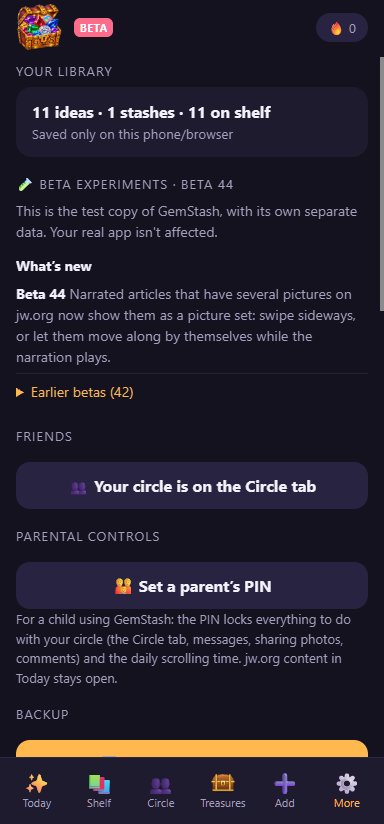 BETA
0
YOUR LIBRARY
11 ideas · 1 stashes · 11 on shelf
Saved only on this phone/browser
BETA EXPERIMENTS · BETA 44
This is the test copy of GemStash, with its own separate
data. Your real app isn't affected.
What's new
Beta 44 Narrated articles that have several pictures on
jw.org now show them as a picture set: swipe sideways,
or let them move along by themselves while the
narration plays.
Earlier betas (42)
FRIENDS
Your circle is on the Circle tab
PARENTAL CONTROLS
Set a parent's PIN
For a child using GemStash: the PIN locks everything to do
with your circle (the Circle tab, messages, sharing photos,
comments) and the daily scrolling time. jw.org content in
Today stays open.
BACKUP
Today
Shelf
Circle
Treasures
Add
More